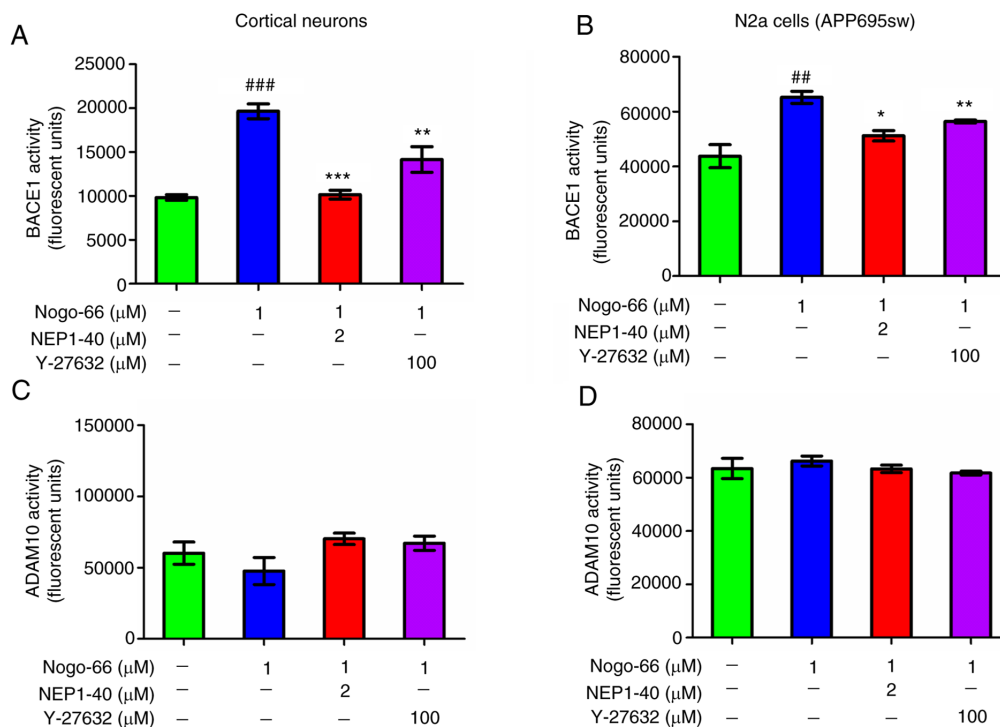 Cortical neurons
A
BACE1 activity
(fluorescent units)
25000
20000
15000
10000
5000
0
###
***
**
Nogo-66 (μM) – 1 1 1
NEP1-40 (μM) – – 2 –
Y-27632 (μM) – – – 100
N2a cells (APP695sw)
B
BACE1 activity
(fluorescent units)
80000
60000
40000
20000
0
##
*
**
Nogo-66 (μM) – 1 1 1
NEP1-40 (μM) – – 2 –
Y-27632 (μM) – – – 100
C
ADAM10 activity
(fluorescent units)
150000
100000
50000
0
Nogo-66 (μM) – 1 1 1
NEP1-40 (μM) – – 2 –
Y-27632 (μM) – – – 100
D
ADAM10 activity
(fluorescent units)
80000
60000
40000
20000
0
Nogo-66 (μM) – 1 1 1
NEP1-40 (μM) – – 2 –
Y-27632 (μM) – – – 100